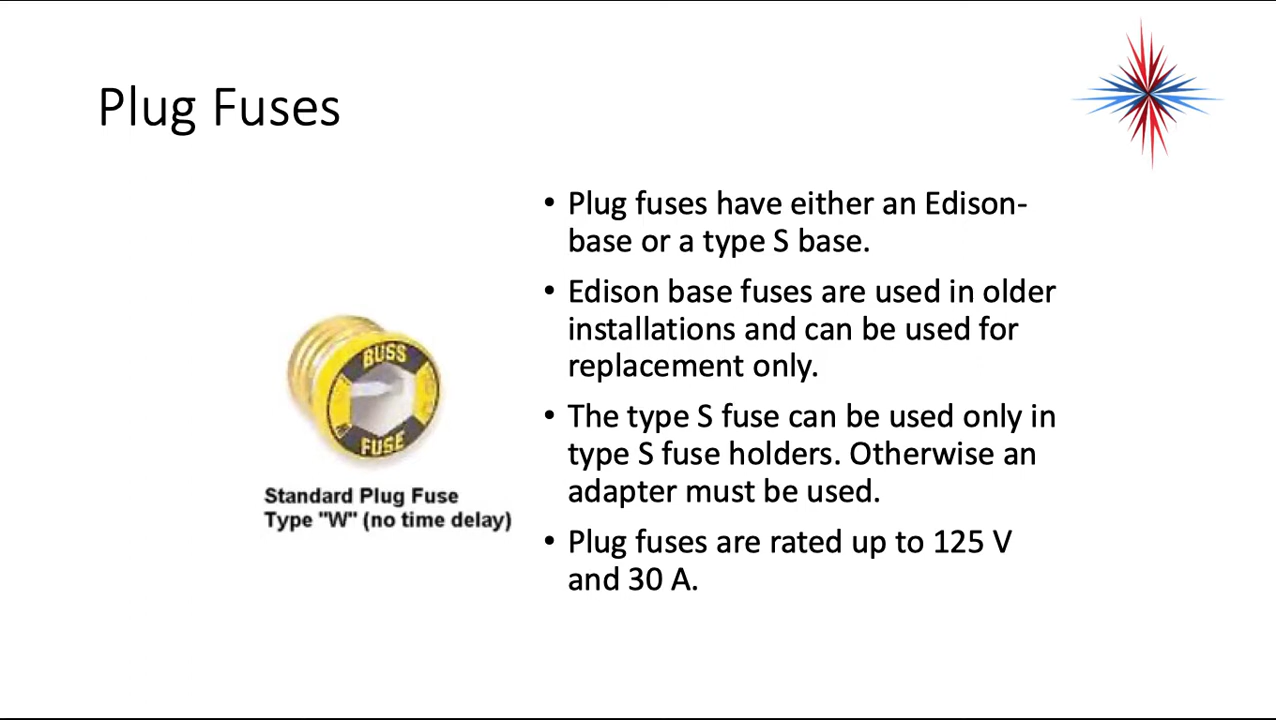 Plug Fuses
• Plug fuses have either an Edison-
base or a type S base.
• Edison base fuses are used in older
installations and can be used for
replacement only.
• The type S fuse can be used only in
type S fuse holders. Otherwise an
adapter must be used.
• Plug fuses are rated up to 125 V
and 30 A.
BUSS
FUSE
Standard Plug Fuse
Type "W" (no time delay)